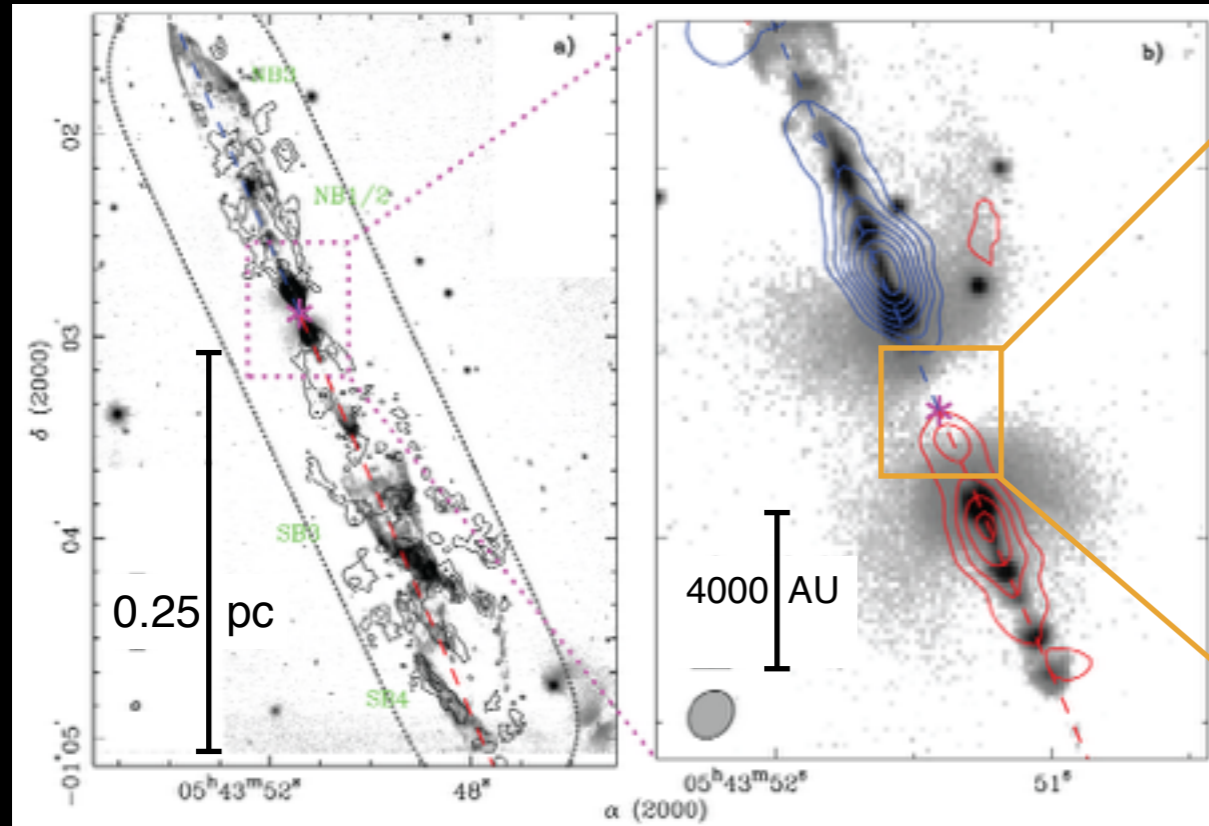 a)
NB3
02'
NB1/2
03'
δ (2000)
04'
SB3
0.25 pc
SB4
-01°05'
05ʰ43ᵐ52ˢ
48ˢ
α (2000)
b)
4000 AU
05ʰ43ᵐ52ˢ
51ˢ